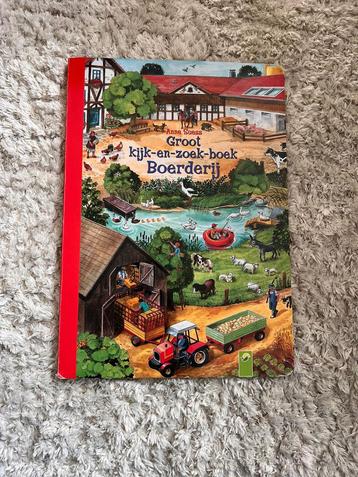 Anne Suess
Groot
kijk-en-zoek-boek
Boerderij